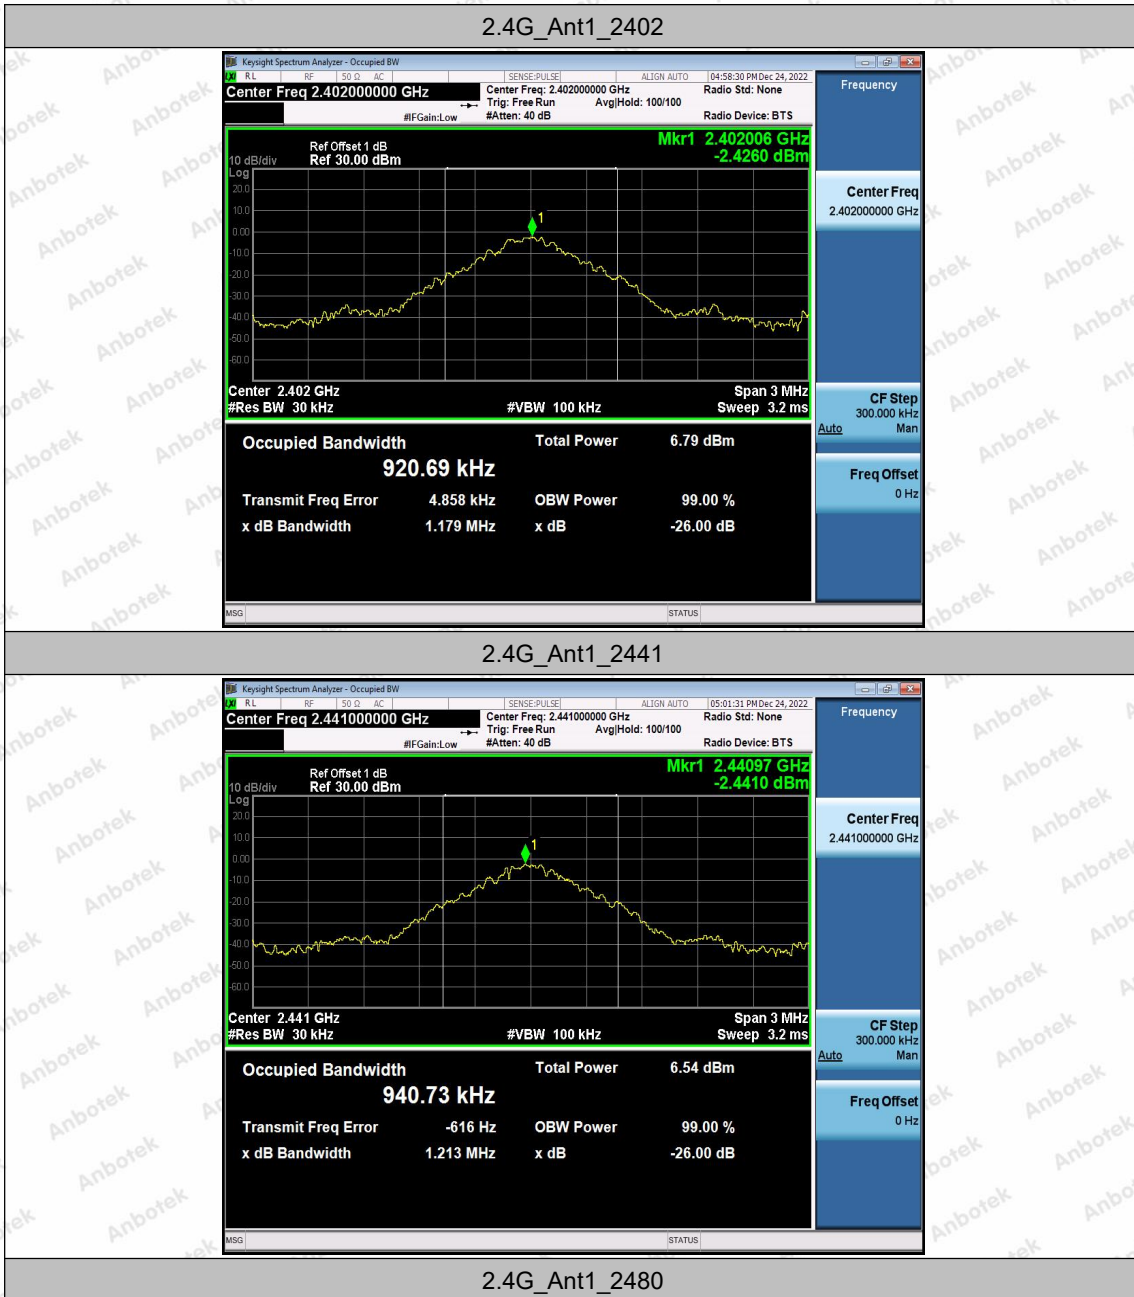 2.4G_Ant1_2402
Keysight Spectrum Analyzer - Occupied BW
LXI RL RF 50 Ω AC SENSE:PULSE ALIGN AUTO 04:58:30 PM Dec 24, 2022
Center Freq 2.402000000 GHz
Center Freq: 2.402000000 GHz Radio Std: None
Trig: Free Run Avg|Hold: 100/100
#IFGain:Low #Atten: 40 dB Radio Device: BTS
Frequency
Mkr1 2.402006 GHz
-2.4260 dBm
Ref Offset 1 dB
10 dB/div Ref 30.00 dBm
Log
20.0
10.0
0.00
-10.0
-20.0
-30.0
-40.0
-50.0
-60.0
1
Center Freq
2.402000000 GHz
Center 2.402 GHz Span 3 MHz
#Res BW 30 kHz #VBW 100 kHz Sweep 3.2 ms
CF Step
300.000 kHz
Auto Man
Occupied Bandwidth Total Power 6.79 dBm
920.69 kHz
Freq Offset
0 Hz
Transmit Freq Error 4.858 kHz OBW Power 99.00 %
x dB Bandwidth 1.179 MHz x dB -26.00 dB
MSG STATUS
2.4G_Ant1_2441
Keysight Spectrum Analyzer - Occupied BW
LXI RL RF 50 Ω AC SENSE:PULSE ALIGN AUTO 05:01:31 PM Dec 24, 2022
Center Freq 2.441000000 GHz
Center Freq: 2.441000000 GHz Radio Std: None
Trig: Free Run Avg|Hold: 100/100
#IFGain:Low #Atten: 40 dB Radio Device: BTS
Frequency
Mkr1 2.44097 GHz
-2.4410 dBm
Ref Offset 1 dB
10 dB/div Ref 30.00 dBm
Log
20.0
10.0
0.00
-10.0
-20.0
-30.0
-40.0
-50.0
-60.0
1
Center Freq
2.441000000 GHz
Center 2.441 GHz Span 3 MHz
#Res BW 30 kHz #VBW 100 kHz Sweep 3.2 ms
CF Step
300.000 kHz
Auto Man
Occupied Bandwidth Total Power 6.54 dBm
940.73 kHz
Freq Offset
0 Hz
Transmit Freq Error -616 Hz OBW Power 99.00 %
x dB Bandwidth 1.213 MHz x dB -26.00 dB
MSG STATUS
2.4G_Ant1_2480